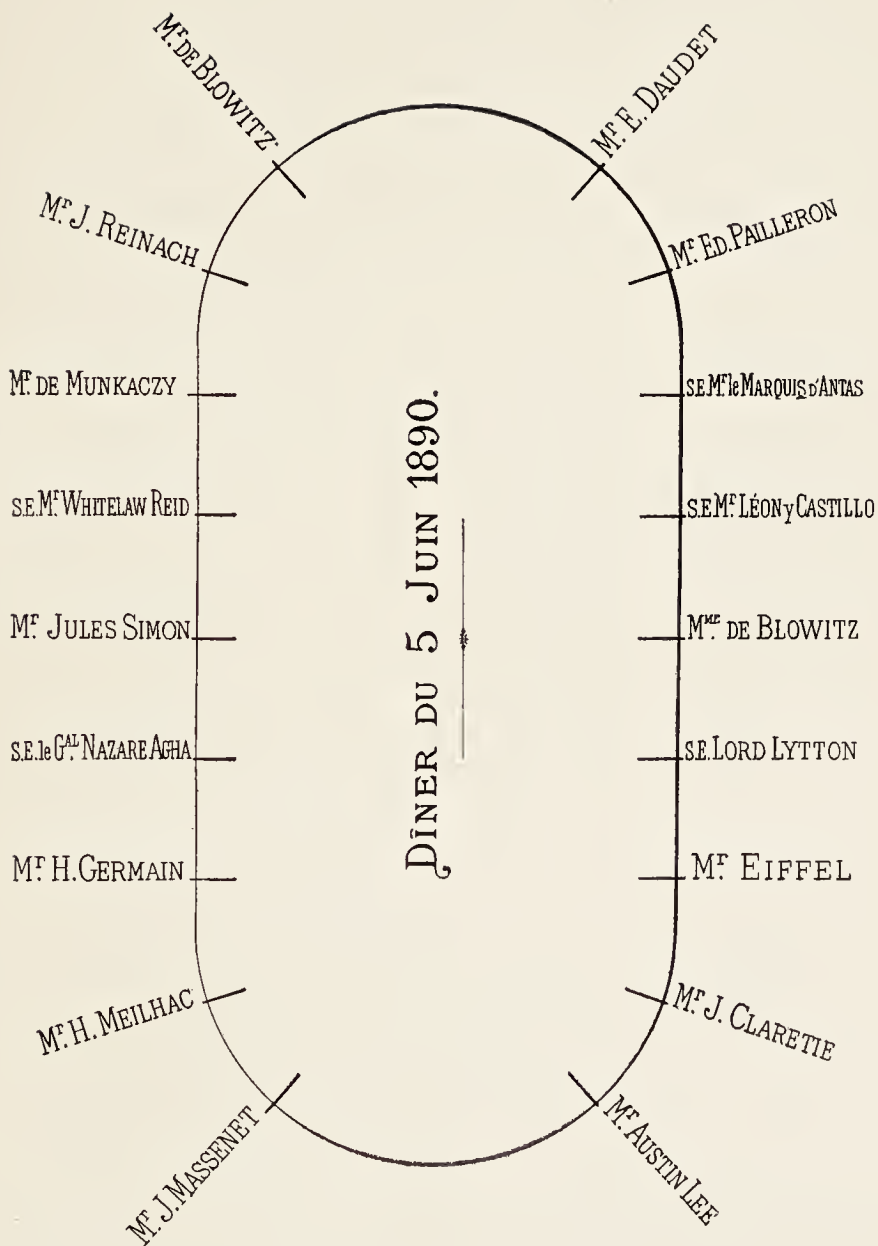 Mr. DE BLOWITZ
Mr. E. DAUDET
Mr. J. REINACH
Mr. ED. PAILLERON
Mr. DE MUNKACZY
S.E. Mr. le MARQUIS D'ANTAS
S.E. Mr. WHITELAW REID
S.E. Mr. LÉON y CASTILLO
Mr. JULES SIMON
MME. DE BLOWITZ
S.E. le GAL. NAZARE AGHA
S.E. LORD LYTTON
Mr. H. GERMAIN
Mr. EIFFEL
Mr. H. MEILHAC
Mr. J. CLARETIE
Mr. J. MASSENET
Mr. AUSTIN LEE
DÎNER DU 5 JUIN 1890.